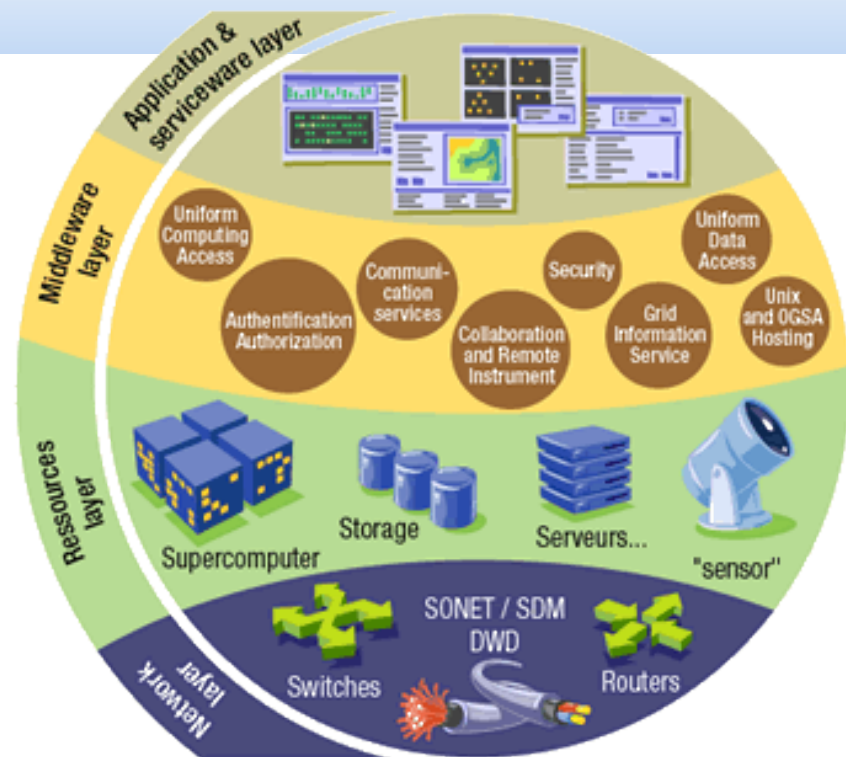 Application &
serviceware layer
Middleware
layer
Uniform
Computing
Access
Authentification
Authorization
Communi-
cation
services
Collaboration
and Remote
Instrument
Security
Grid
Information
Service
Uniform
Data
Access
Unix
and OGSA
Hosting
Ressources
layer
Supercomputer
Storage
Serveurs...
"sensor"
Network
layer
Switches
SONET / SDM
DWD
Routers